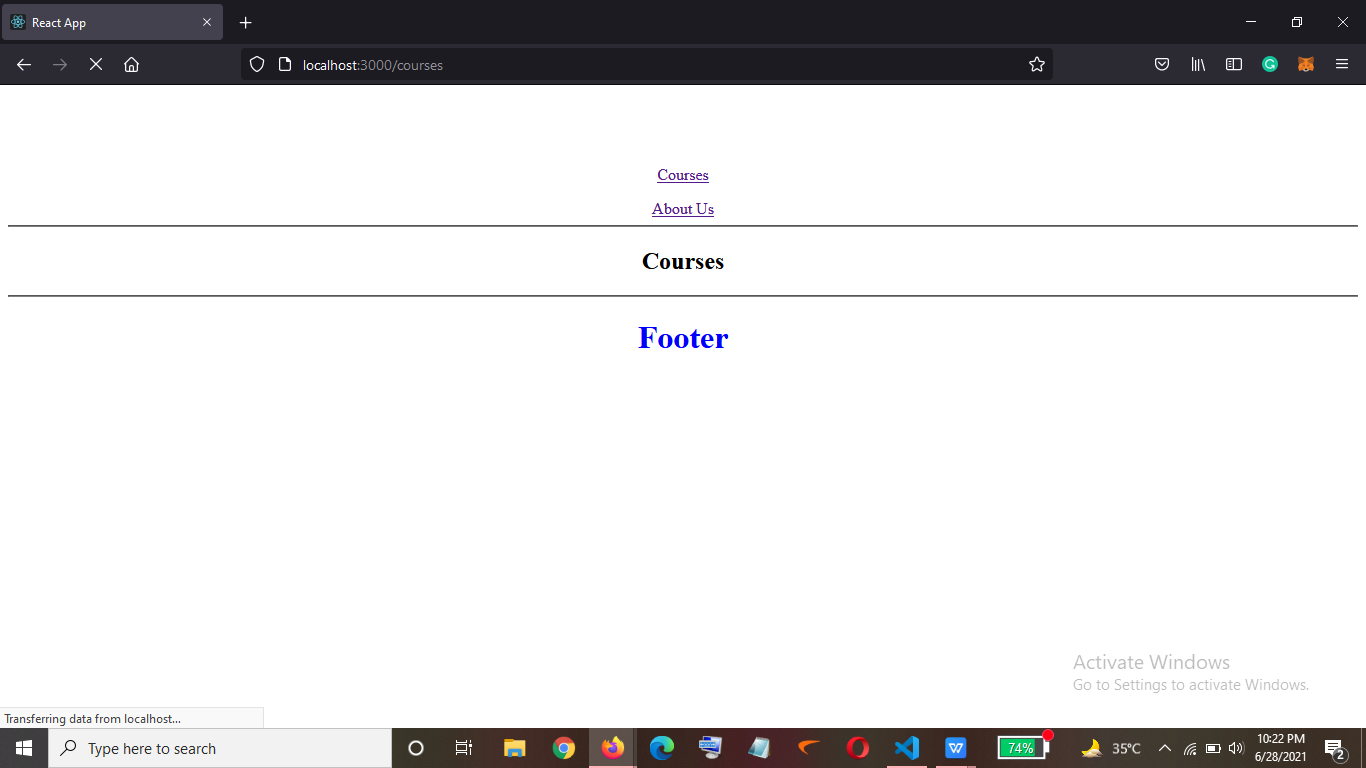 React App
localhost:3000/courses
Courses
About Us
Courses
Footer
Activate Windows
Go to Settings to activate Windows.
Transferring data from localhost...
Type here to search
74%
35°C
10:22 PM
6/28/2021
2